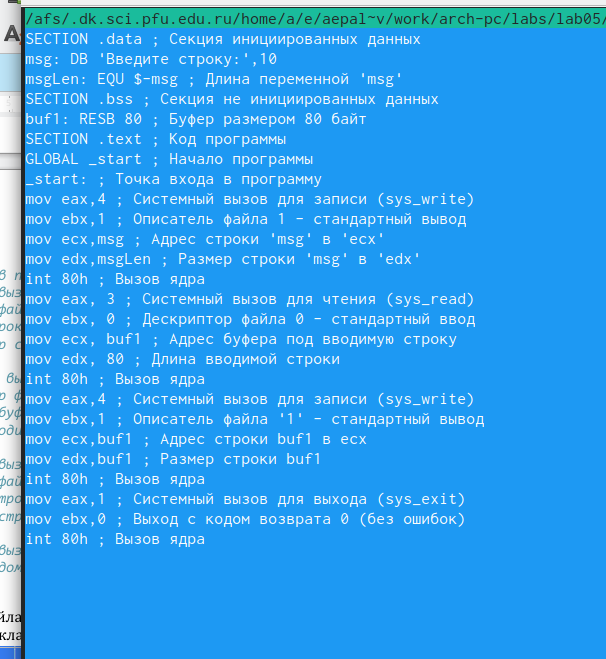 /afs/.dk.sci.pfu.edu.ru/home/a/e/aepal~v/work/arch-pc/labs/lab05/
SECTION .data ; Секция инициированных данных
msg: DB 'Введите строку:',10
msgLen: EQU $-msg ; Длина переменной 'msg'
SECTION .bss ; Секция не инициированных данных
buf1: RESB 80 ; Буфер размером 80 байт
SECTION .text ; Код программы
GLOBAL _start ; Начало программы
_start: ; Точка входа в программу
mov eax,4 ; Системный вызов для записи (sys_write)
mov ebx,1 ; Описатель файла 1 - стандартный вывод
mov ecx,msg ; Адрес строки 'msg' в 'ecx'
mov edx,msgLen ; Размер строки 'msg' в 'edx'
int 80h ; Вызов ядра
mov eax, 3 ; Системный вызов для чтения (sys_read)
mov ebx, 0 ; Дескриптор файла 0 - стандартный ввод
mov ecx, buf1 ; Адрес буфера под вводимую строку
mov edx, 80 ; Длина вводимой строки
int 80h ; Вызов ядра
mov eax,4 ; Системный вызов для записи (sys_write)
mov ebx,1 ; Описатель файла '1' - стандартный вывод
mov ecx,buf1 ; Адрес строки buf1 в ecx
mov edx,buf1 ; Размер строки buf1
int 80h ; Вызов ядра
mov eax,1 ; Системный вызов для выхода (sys_exit)
mov ebx,0 ; Выход с кодом возврата 0 (без ошибок)
int 80h ; Вызов ядра